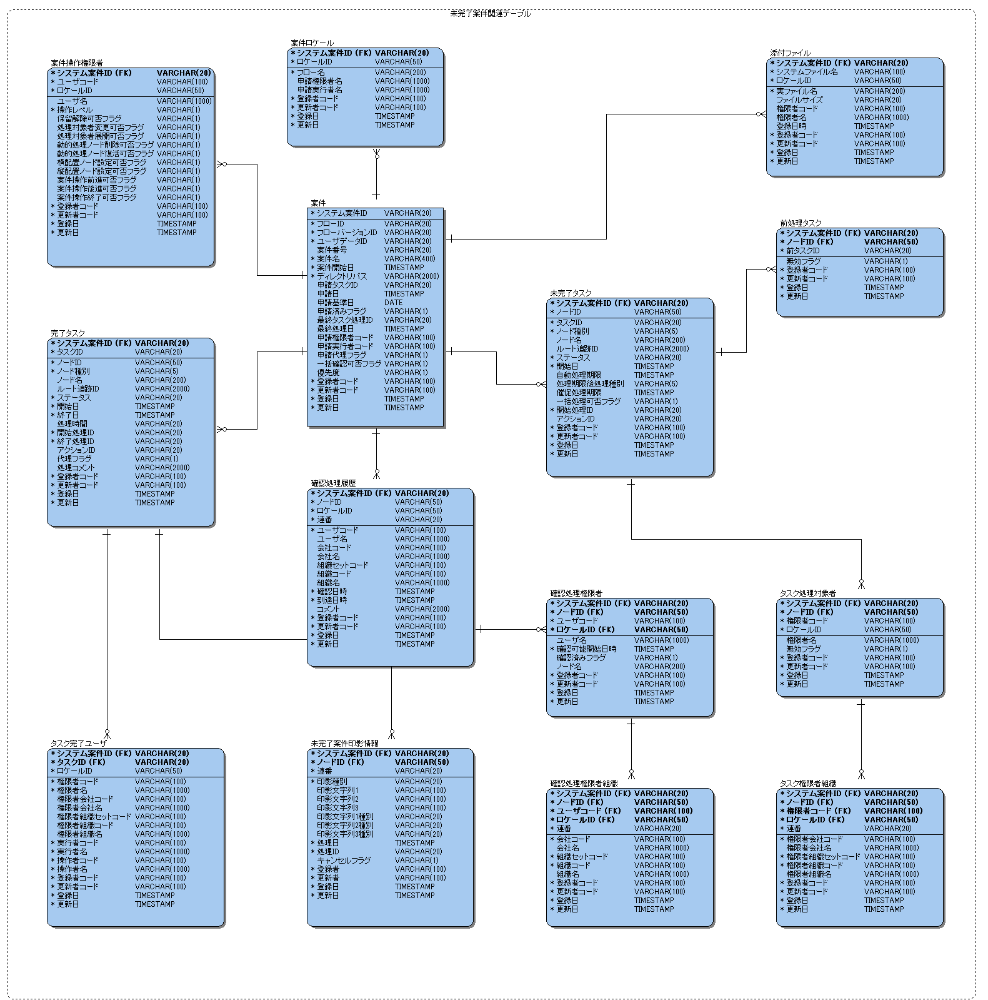 未完了案件関連テーブル
案件ロケール
* システム案件ID (FK) VARCHAR(20)
* ロケールID VARCHAR(50)
* フロー名 VARCHAR(200)
申請権限者名 VARCHAR(1000)
申請実行者名 VARCHAR(1000)
* 登録者コード VARCHAR(100)
* 更新者コード VARCHAR(100)
* 登録日 TIMESTAMP
* 更新日 TIMESTAMP
添付ファイル
* システム案件ID (FK) VARCHAR(20)
* システムファイル名 VARCHAR(100)
* ロケールID VARCHAR(50)
* 実ファイル名 VARCHAR(200)
ファイルサイズ VARCHAR(20)
権限者コード VARCHAR(100)
権限者名 VARCHAR(1000)
登録日時 TIMESTAMP
* 登録者コード VARCHAR(100)
* 更新者コード VARCHAR(100)
* 登録日 TIMESTAMP
* 更新日 TIMESTAMP
案件操作権限者
* システム案件ID (FK) VARCHAR(20)
* ユーザコード VARCHAR(100)
* ロケールID VARCHAR(50)
ユーザ名 VARCHAR(1000)
* 操作レベル VARCHAR(1)
保留解除可否フラグ VARCHAR(1)
処理対象者変更可否フラグ VARCHAR(1)
処理対象者展開可否フラグ VARCHAR(1)
動的処理ノード削除可否フラグ VARCHAR(1)
動的処理ノード復活可否フラグ VARCHAR(1)
横配置ノード設定可否フラグ VARCHAR(1)
縦配置ノード設定可否フラグ VARCHAR(1)
案件操作前進可否フラグ VARCHAR(1)
案件操作後進可否フラグ VARCHAR(1)
案件操作終了可否フラグ VARCHAR(1)
* 登録者コード VARCHAR(100)
* 更新者コード VARCHAR(100)
* 登録日 TIMESTAMP
* 更新日 TIMESTAMP
案件
* システム案件ID VARCHAR(20)
* フローID VARCHAR(20)
* フローバージョンID VARCHAR(20)
* ユーザデータID VARCHAR(20)
案件番号 VARCHAR(20)
* 案件名 VARCHAR(400)
* 案件開始日 TIMESTAMP
* ディレクトリパス VARCHAR(2000)
申請タスクID VARCHAR(20)
申請日 TIMESTAMP
申請基準日 DATE
申請済みフラグ VARCHAR(1)
最終タスク処理ID VARCHAR(20)
最終処理日 TIMESTAMP
申請権限者コード VARCHAR(100)
申請実行者コード VARCHAR(100)
申請代理フラグ VARCHAR(1)
一括確認可否フラグ VARCHAR(1)
優先度 VARCHAR(1)
* 登録者コード VARCHAR(100)
* 更新者コード VARCHAR(100)
* 登録日 TIMESTAMP
* 更新日 TIMESTAMP
前処理タスク
* システム案件ID (FK) VARCHAR(20)
* ノードID (FK) VARCHAR(50)
* 前タスクID VARCHAR(20)
無効フラグ VARCHAR(1)
* 登録者コード VARCHAR(100)
* 更新者コード VARCHAR(100)
* 登録日 TIMESTAMP
* 更新日 TIMESTAMP
未完了タスク
* システム案件ID (FK) VARCHAR(20)
* ノードID VARCHAR(50)
* タスクID VARCHAR(20)
* ノード種別 VARCHAR(5)
ノード名 VARCHAR(200)
ルート追跡ID VARCHAR(2000)
* ステータス VARCHAR(20)
* 開始日 TIMESTAMP
自動処理期限 TIMESTAMP
処理期限後処理種別 VARCHAR(5)
催促処理期限 TIMESTAMP
一括処理可否フラグ VARCHAR(1)
* 開始処理ID VARCHAR(20)
アクションID VARCHAR(20)
* 登録者コード VARCHAR(100)
* 更新者コード VARCHAR(100)
* 登録日 TIMESTAMP
* 更新日 TIMESTAMP
完了タスク
* システム案件ID (FK) VARCHAR(20)
* タスクID VARCHAR(20)
* ノードID VARCHAR(50)
* ノード種別 VARCHAR(5)
ノード名 VARCHAR(200)
ルート追跡ID VARCHAR(2000)
* ステータス VARCHAR(20)
* 開始日 TIMESTAMP
* 終了日 TIMESTAMP
処理時間 VARCHAR(20)
* 開始処理ID VARCHAR(20)
* 終了処理ID VARCHAR(20)
アクションID VARCHAR(20)
代理フラグ VARCHAR(1)
処理コメント VARCHAR(2000)
* 登録者コード VARCHAR(100)
* 更新者コード VARCHAR(100)
* 登録日 TIMESTAMP
* 更新日 TIMESTAMP
確認処理履歴
* システム案件ID (FK) VARCHAR(20)
* ノードID VARCHAR(50)
* ロケールID VARCHAR(50)
* 連番 VARCHAR(20)
* ユーザコード VARCHAR(100)
ユーザ名 VARCHAR(1000)
会社コード VARCHAR(100)
会社名 VARCHAR(1000)
組織セットコード VARCHAR(100)
組織コード VARCHAR(100)
組織名 VARCHAR(1000)
* 確認日時 TIMESTAMP
* 到達日時 TIMESTAMP
コメント VARCHAR(2000)
* 登録者コード VARCHAR(100)
* 更新者コード VARCHAR(100)
* 登録日 TIMESTAMP
* 更新日 TIMESTAMP
確認処理権限者
* システム案件ID (FK) VARCHAR(20)
* ノードID (FK) VARCHAR(50)
* ユーザコード VARCHAR(100)
* ロケールID (FK) VARCHAR(50)
ユーザ名 VARCHAR(1000)
* 確認可能開始日時 TIMESTAMP
確認済みフラグ VARCHAR(1)
ノード名 VARCHAR(200)
* 登録者コード VARCHAR(100)
* 更新者コード VARCHAR(100)
* 登録日 TIMESTAMP
* 更新日 TIMESTAMP
タスク処理対象者
* システム案件ID (FK) VARCHAR(20)
* ノードID (FK) VARCHAR(50)
* 権限者コード VARCHAR(100)
* ロケールID VARCHAR(50)
権限者名 VARCHAR(1000)
無効フラグ VARCHAR(1)
* 登録者コード VARCHAR(100)
* 更新者コード VARCHAR(100)
* 登録日 TIMESTAMP
* 更新日 TIMESTAMP
タスク完了ユーザ
* システム案件ID (FK) VARCHAR(20)
* タスクID (FK) VARCHAR(20)
* ロケールID VARCHAR(50)
* 権限者コード VARCHAR(100)
* 権限者名 VARCHAR(1000)
権限者会社コード VARCHAR(100)
権限者会社名 VARCHAR(1000)
権限者組織セットコード VARCHAR(100)
権限者組織コード VARCHAR(100)
権限者組織名 VARCHAR(1000)
* 実行者コード VARCHAR(100)
* 実行者名 VARCHAR(1000)
* 操作者コード VARCHAR(100)
* 操作者名 VARCHAR(1000)
* 登録者コード VARCHAR(100)
* 更新者コード VARCHAR(100)
* 登録日 TIMESTAMP
* 更新日 TIMESTAMP
未完了案件印影情報
* システム案件ID (FK) VARCHAR(20)
* ノードID (FK) VARCHAR(50)
* 連番 VARCHAR(20)
* 印影種別 VARCHAR(20)
印影文字列1 VARCHAR(100)
印影文字列2 VARCHAR(100)
印影文字列3 VARCHAR(100)
印影文字列1種別 VARCHAR(20)
印影文字列2種別 VARCHAR(20)
印影文字列3種別 VARCHAR(20)
* 処理日 TIMESTAMP
* 処理ID VARCHAR(20)
キャンセルフラグ VARCHAR(1)
* 登録者 VARCHAR(100)
* 更新者 VARCHAR(100)
* 登録日 TIMESTAMP
* 更新日 TIMESTAMP
確認処理権限者組織
* システム案件ID (FK) VARCHAR(20)
* ノードID (FK) VARCHAR(50)
* ユーザコード (FK) VARCHAR(100)
* ロケールID (FK) VARCHAR(50)
* 連番 VARCHAR(20)
* 会社コード VARCHAR(100)
会社名 VARCHAR(1000)
* 組織セットコード VARCHAR(100)
* 組織コード VARCHAR(100)
組織名 VARCHAR(1000)
* 登録者コード VARCHAR(100)
* 更新者コード VARCHAR(100)
* 登録日 TIMESTAMP
* 更新日 TIMESTAMP
タスク権限者組織
* システム案件ID (FK) VARCHAR(20)
* ノードID (FK) VARCHAR(50)
* 権限者コード (FK) VARCHAR(100)
* ロケールID (FK) VARCHAR(50)
* 連番 VARCHAR(20)
* 権限者会社コード VARCHAR(100)
権限者会社名 VARCHAR(1000)
* 権限者組織セットコード VARCHAR(100)
* 権限者組織コード VARCHAR(100)
権限者組織名 VARCHAR(1000)
* 登録者コード VARCHAR(100)
* 更新者コード VARCHAR(100)
* 登録日 TIMESTAMP
* 更新日 TIMESTAMP